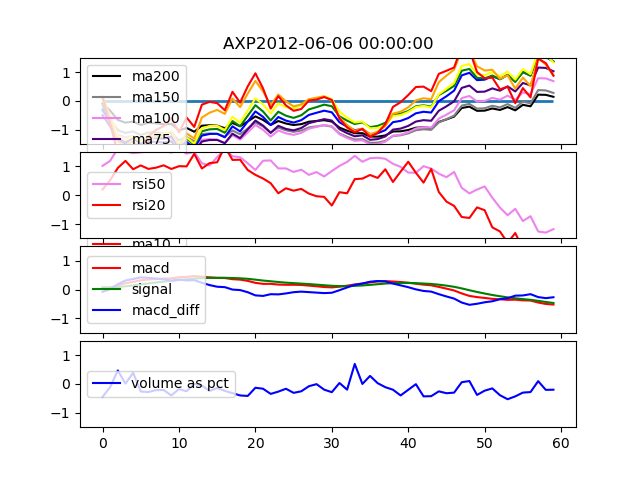 AXP2012-06-06 00:00:00
1
0
−1
ma200
ma150
ma100
ma75
1
0
−1
rsi50
rsi20
ma10
1
0
−1
macd
signal
macd_diff
1
0
−1
volume as pct
0 10 20 30 40 50 60